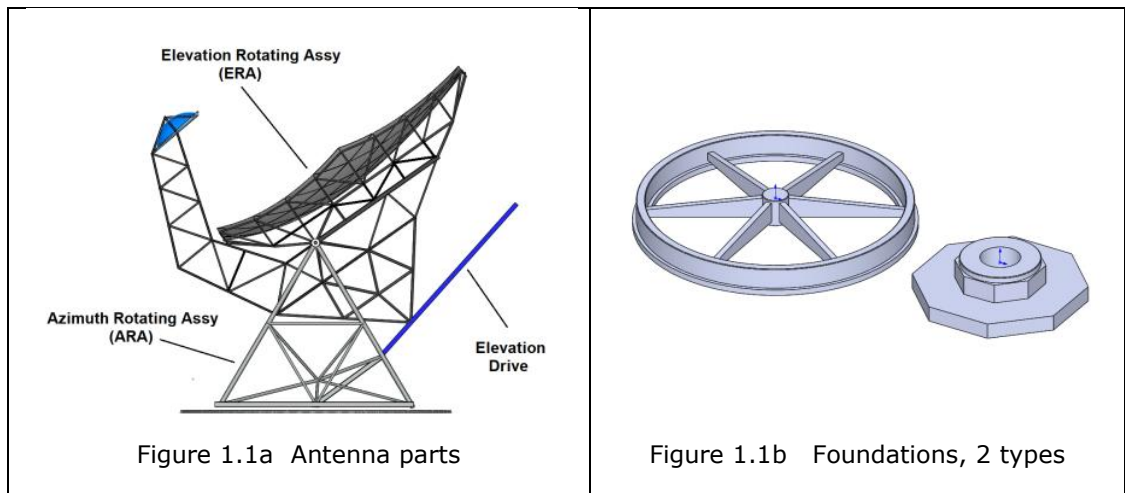 Elevation Rotating Assy
(ERA)
Azimuth Rotating Assy
(ARA)
Elevation
Drive
Figure 1.1a Antenna parts
Figure 1.1b Foundations, 2 types